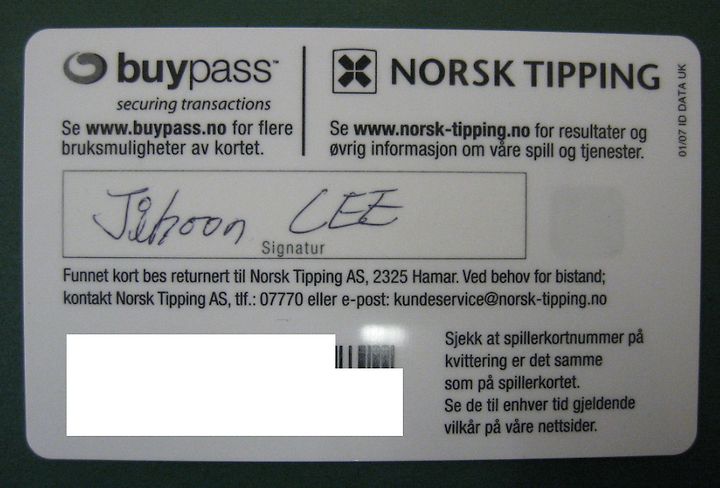 buypass™
securing transactions
Se www.buypass.no for flere
bruksmuligheter av kortet.
NORSK TIPPING
Se www.norsk-tipping.no for resultater og
øvrig informasjon om våre spill og tjenester.
01/07 ID DATA UK
Jihoon LEE
Signatur
Funnet kort bes returnert til Norsk Tipping AS, 2325 Hamar. Ved behov for bistand;
kontakt Norsk Tipping AS, tlf.: 07770 eller e-post: kundeservice@norsk-tipping.no
Sjekk at spillerkortnummer på
kvittering er det samme
som på spillerkortet.
Se de til enhver tid gjeldende
vilkår på våre nettsider.